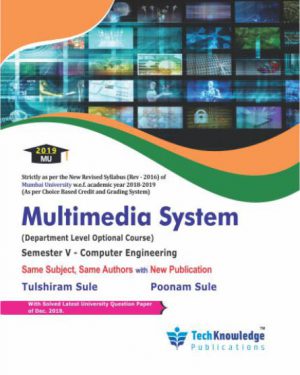 2019
MU
Strictly as per the New Revised Syllabus (Rev - 2016) of
Mumbai University w.e.f. academic year 2018-2019
(As per Choice Based Credit and Grading System)
Multimedia System
(Department Level Optional Course)
Semester V - Computer Engineering
Same Subject, Same Authors with New Publication
Tulshiram Sule Poonam Sule
With Solved Latest University Question Paper
of Dec. 2018.
TechKnowledge™
Publications